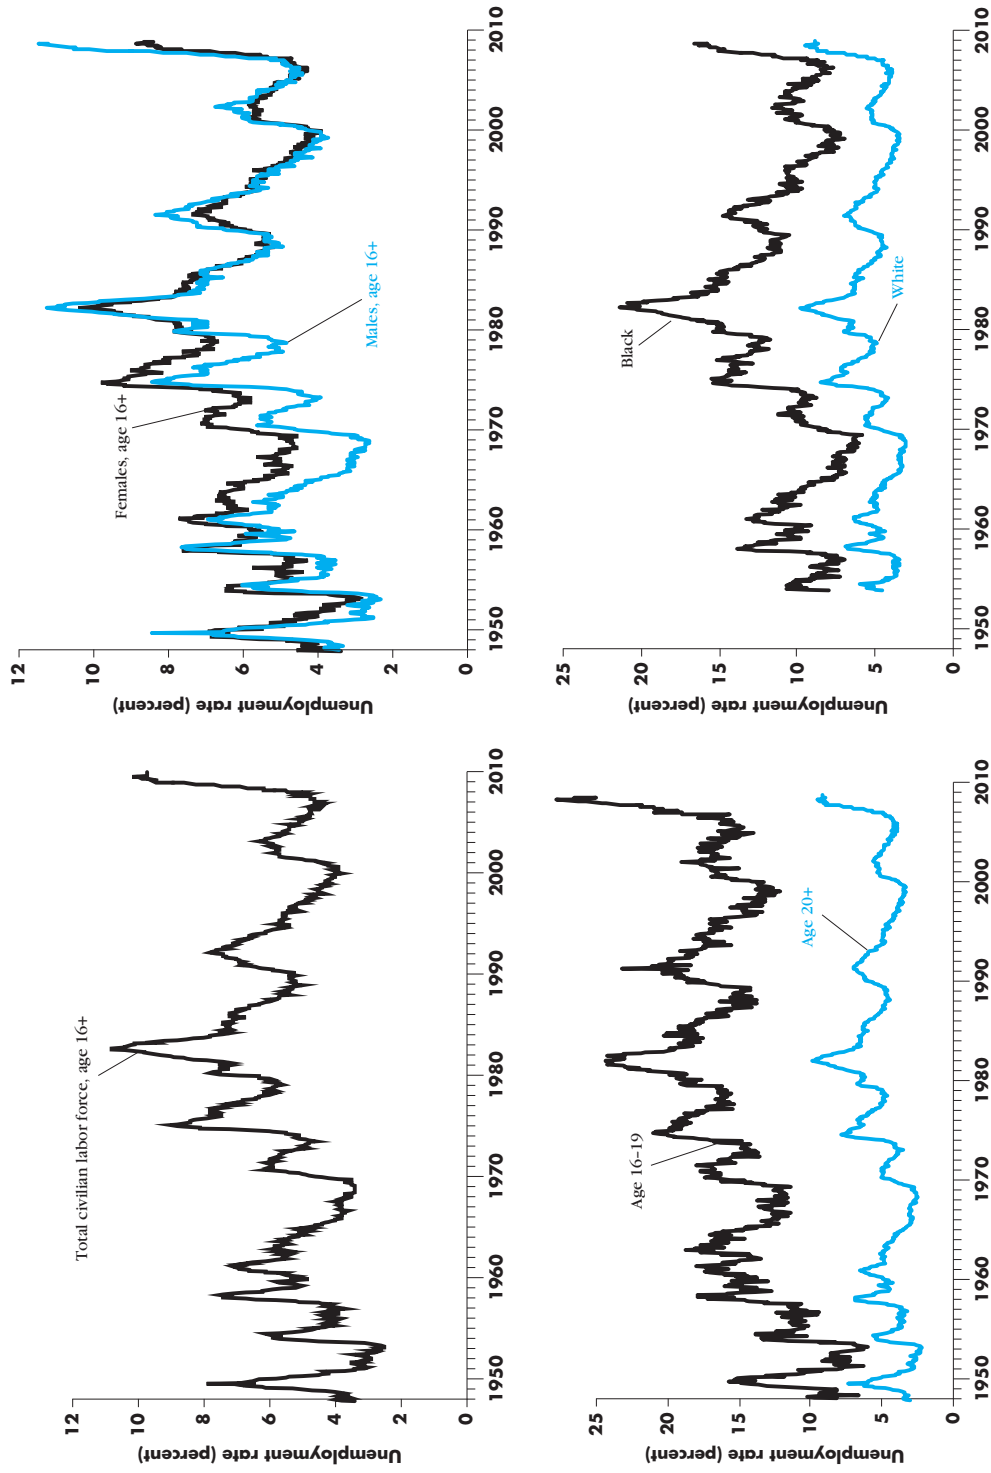 Unemployment rate (percent)
12
10
8
6
4
2
0
Total civilian labor force, age 16+
1950 1960 1970 1980 1990 2000 2010
Unemployment rate (percent)
12
10
8
6
4
2
0
Females, age 16+
Males, age 16+
1950 1960 1970 1980 1990 2000 2010
Unemployment rate (percent)
25
20
15
10
5
0
Age 16–19
Age 20+
1950 1960 1970 1980 1990 2000 2010
Unemployment rate (percent)
25
20
15
10
5
0
Black
White
1950 1960 1970 1980 1990 2000 2010